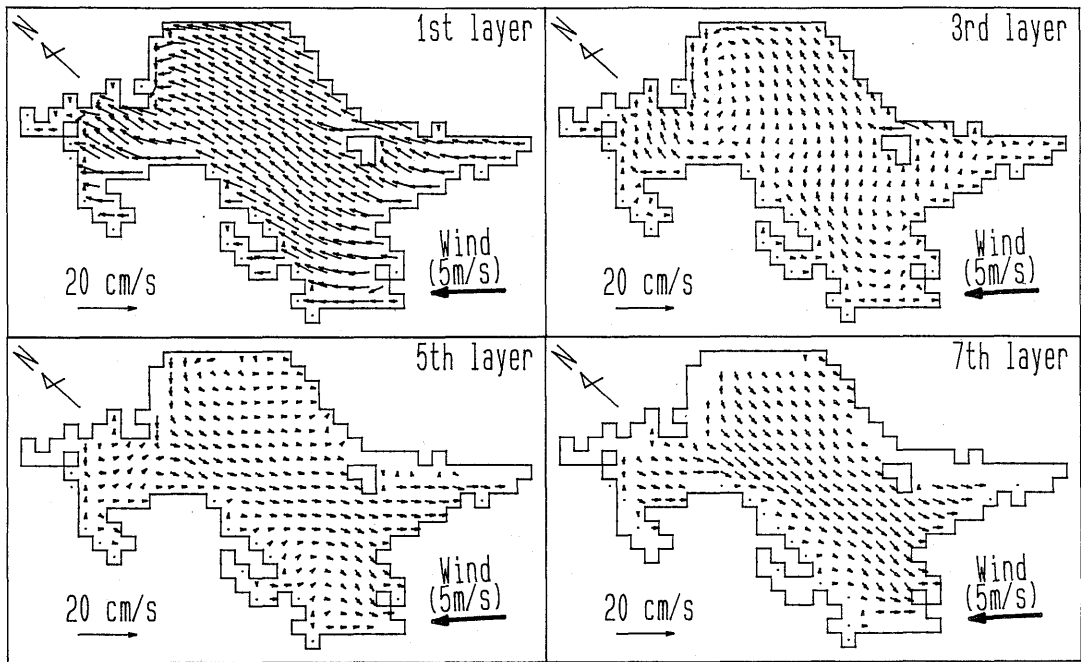 1st layer
N
20 cm/s
Wind
(5m/s)
3rd layer
N
20 cm/s
Wind
(5m/s)
5th layer
N
20 cm/s
Wind
(5m/s)
7th layer
N
20 cm/s
Wind
(5m/s)